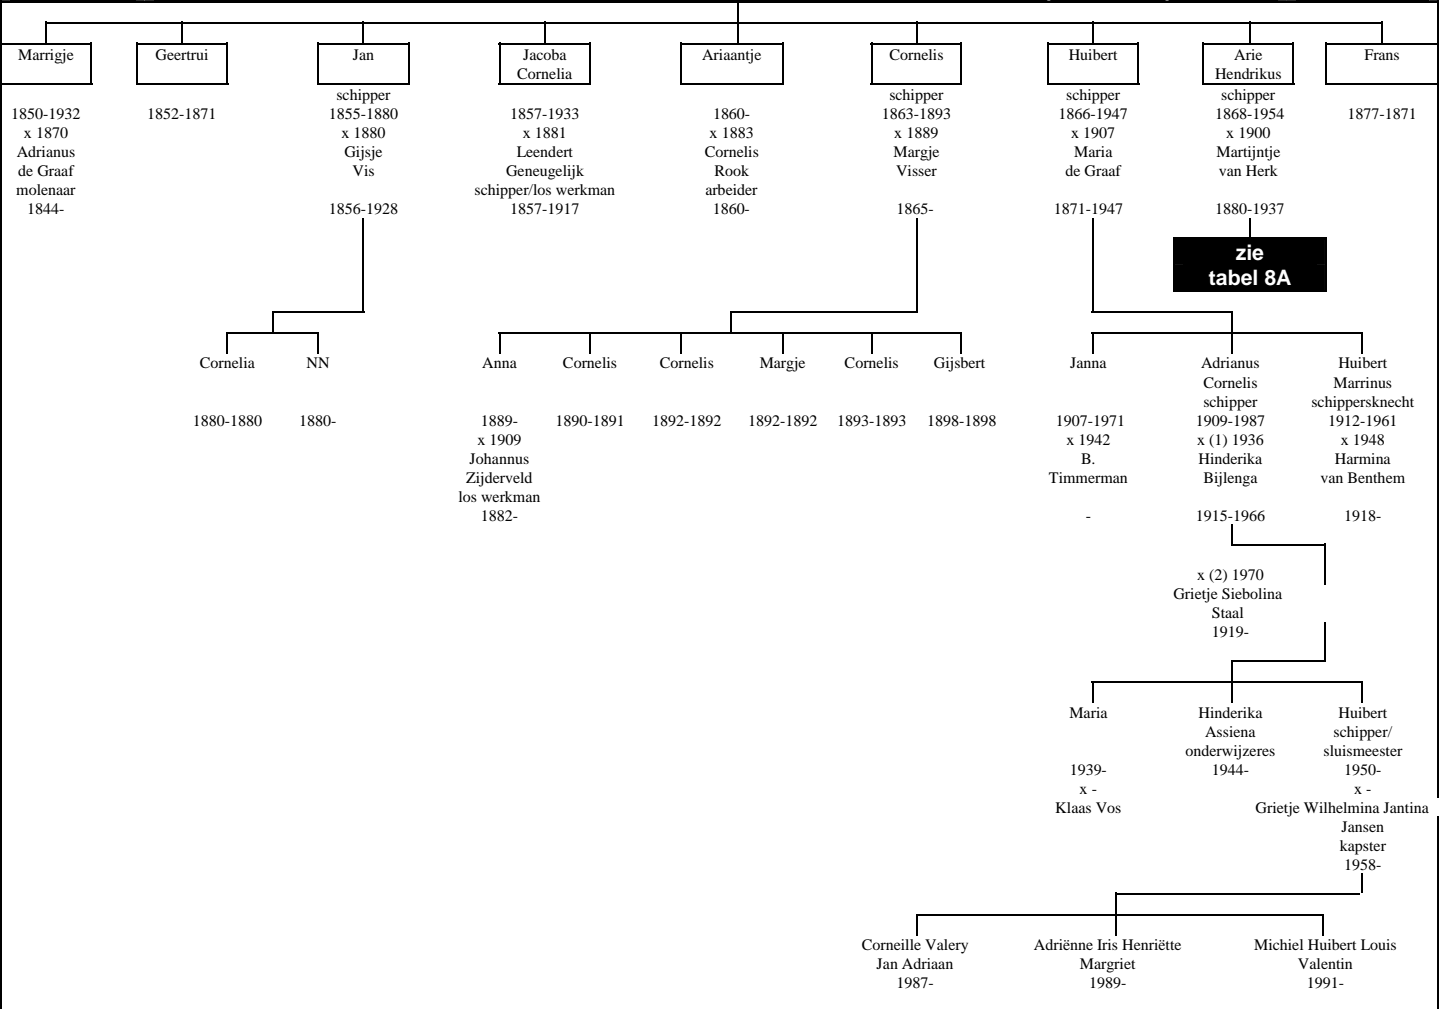 Marrigje
1850-1932
x 1870
Adrianus
de Graaf
molenaar
1844-
Geertrui
1852-1871
Jan
schipper
1855-1880
x 1880
Gijsje
Vis
1856-1928
Jacoba
Cornelia
1857-1933
x 1881
Leendert
Geneugelijk
schipper/los werkman
1857-1917
Ariaantje
1860-
x 1883
Cornelis
Rook
arbeider
1860-
Cornelis
schipper
1863-1893
x 1889
Margje
Visser
1865-
Huibert
schipper
1866-1947
x 1907
Maria
de Graaf
1871-1947
Arie
Hendrikus
schipper
1868-1954
x 1900
Martijntje
van Herk
1880-1937
zie
tabel 8A
Frans
1877-1871
Cornelia
1880-1880
NN
1880-
Anna
1889-
x 1909
Johannus
Zijderveld
los werkman
1882-
Cornelis
1890-1891
Cornelis
1892-1892
Margje
1892-1892
Cornelis
1893-1893
Gijsbert
1898-1898
Janna
1907-1971
x 1942
B.
Timmerman
-
Adrianus
Cornelis
schipper
1909-1987
x (1) 1936
Hinderika
Bijlenga
1915-1966
x (2) 1970
Grietje Siebolina
Staal
1919-
Huibert
Marrinus
schippersknecht
1912-1961
x 1948
Harmina
van Benthem
1918-
Maria
1939-
x -
Klaas Vos
Hinderika
Assiena
onderwijzeres
1944-
Huibert
schipper/
sluismeester
1950-
x -
Grietje Wilhelmina Jantina
Jansen
kapster
1958-
Corneille Valery
Jan Adriaan
1987-
Adriënne Iris Henriëtte
Margriet
1989-
Michiel Huibert Louis
Valentin
1991-